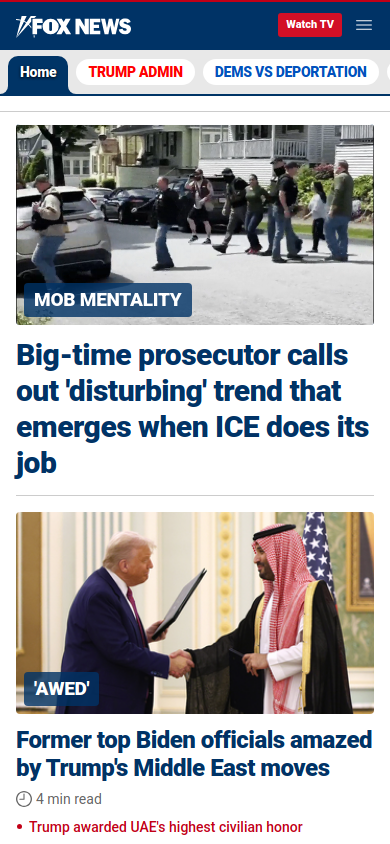 FOX NEWS
Watch TV
Home
TRUMP ADMIN
DEMS VS DEPORTATION
MOB MENTALITY
Big-time prosecutor calls
out 'disturbing' trend that
emerges when ICE does its
job
'AWED'
Former top Biden officials amazed
by Trump's Middle East moves
4 min read
• Trump awarded UAE's highest civilian honor